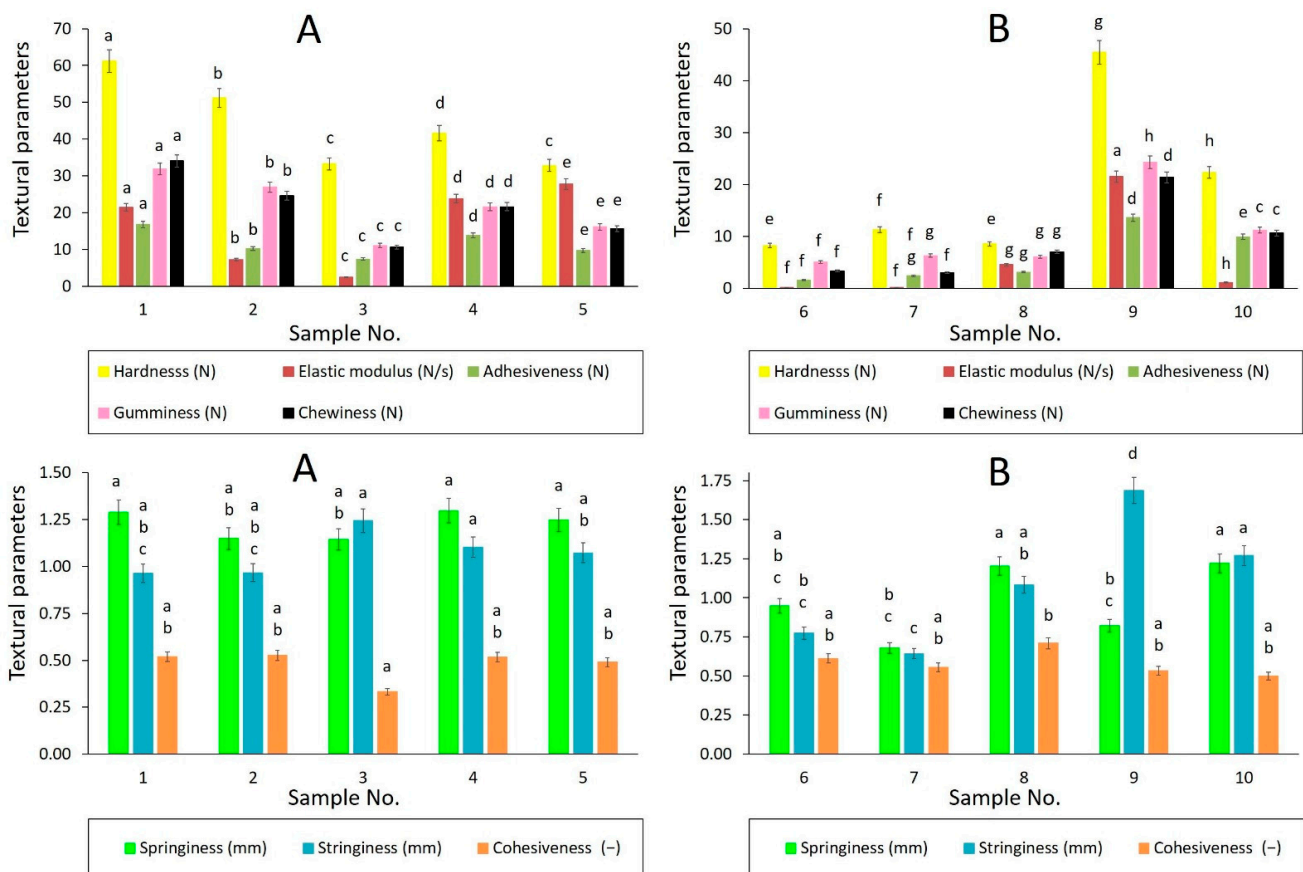 A
Textural parameters
70
60
50
40
30
20
10
0
a
a
a
a
a
b
b
b
b
b
c
c
c
c
c
d
d
d
d
d
c
e
e
e
e
1
2
3
4
5
Sample No.
Hardnesss (N)
Elastic modulus (N/s)
Adhesiveness (N)
Gumminess (N)
Chewiness (N)
B
Textural parameters
50
40
30
20
10
0
e
f
f
f
f
f
f
f
g
g
f
e
g
g
g
g
g
a
d
h
d
h
h
e
c
c
6
7
8
9
10
Sample No.
Hardnesss (N)
Elastic modulus (N/s)
Adhesiveness (N)
Gumminess (N)
Chewiness (N)
A
Textural parameters
1.50
1.25
1.00
0.75
0.50
0.25
0.00
a
a
b
c
a
b
a
b
a
b
c
a
b
a
b
a
a
a
a
a
b
a
a
b
a
b
1
2
3
4
5
Sample No.
Springiness (mm)
Stringiness (mm)
Cohesiveness (−)
B
Textural parameters
1.75
1.50
1.25
1.00
0.75
0.50
0.25
0.00
a
b
c
b
c
a
b
b
c
c
a
b
a
a
b
b
b
c
d
a
b
a
a
a
b
6
7
8
9
10
Sample No.
Springiness (mm)
Stringiness (mm)
Cohesiveness (−)